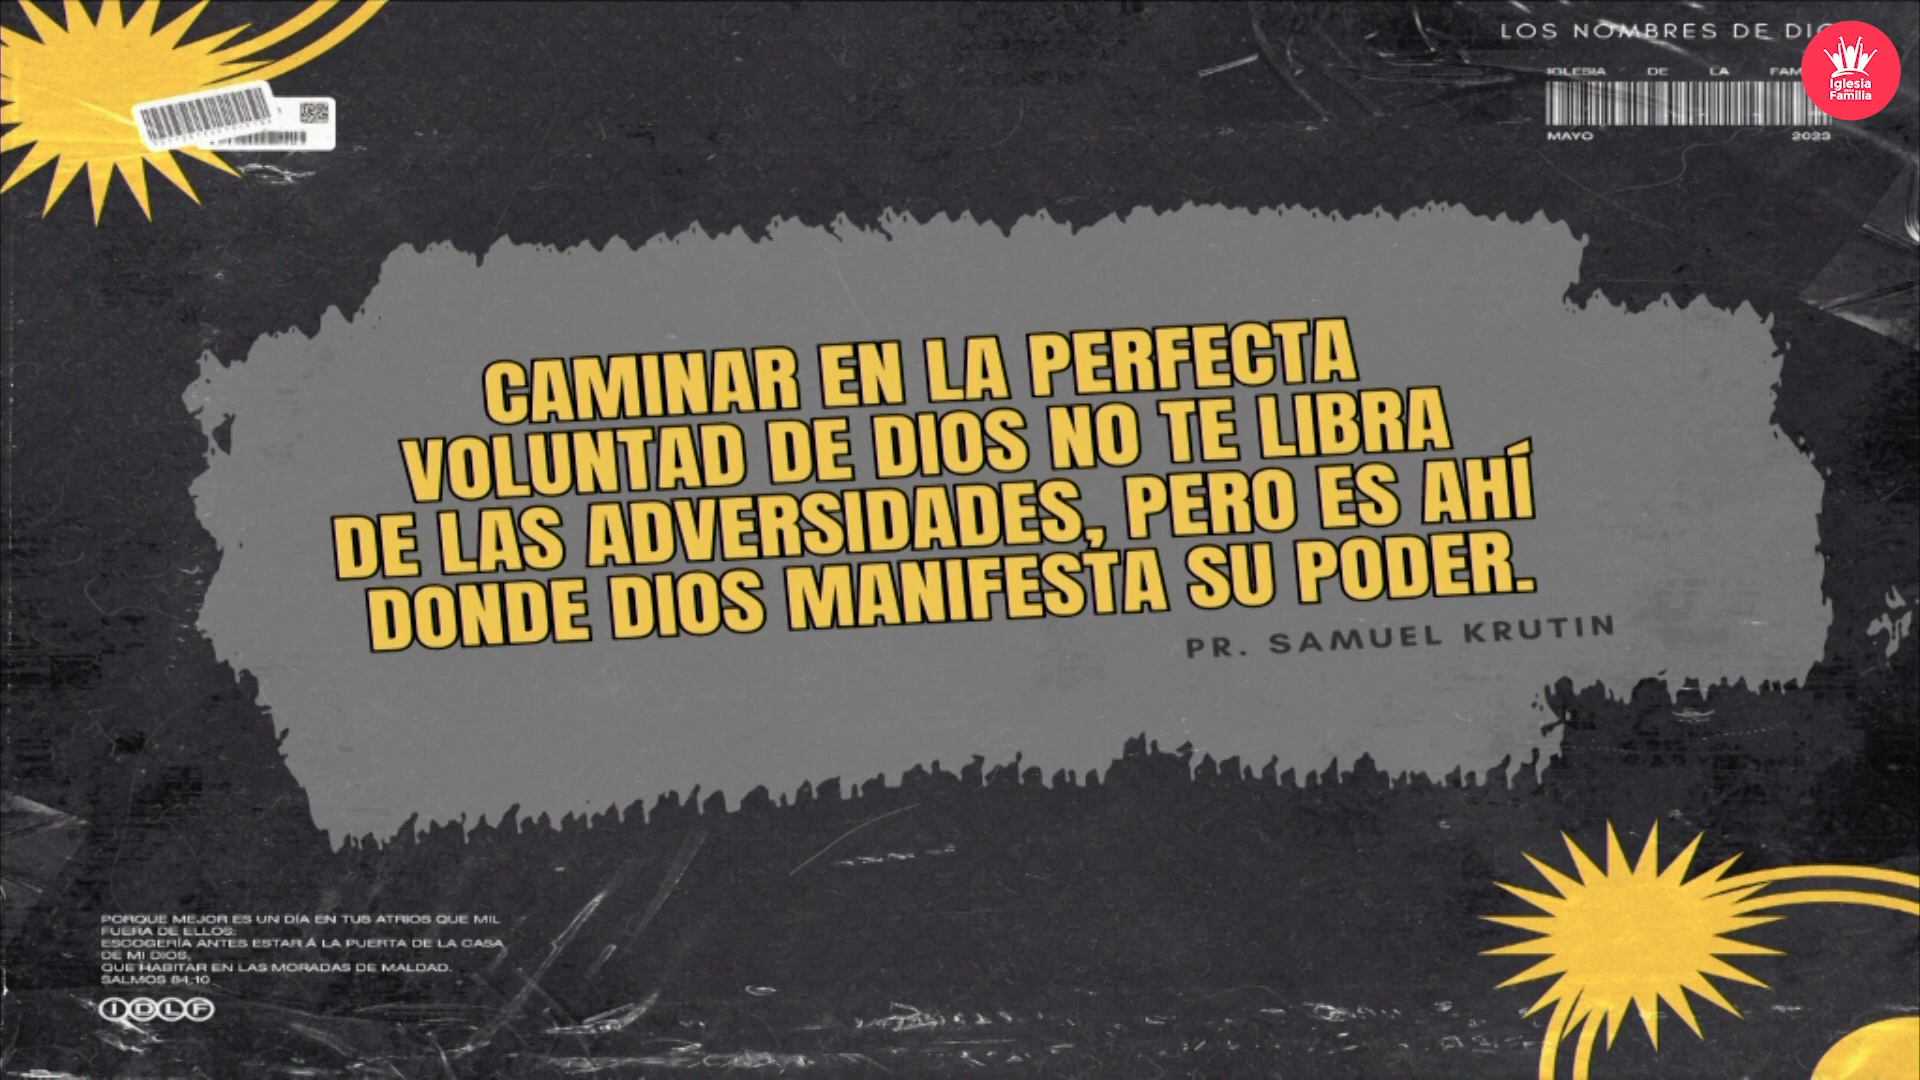 LOS NOMBRES DE
IGLESIA DE LA
MAYO 2023
Iglesia
Familia
CAMINAR EN LA PERFECTA
VOLUNTAD DE DIOS NO TE LIBRA
DE LAS ADVERSIDADES, PERO ES AHÍ
DONDE DIOS MANIFESTA SU PODER.
PR. SAMUEL KRUTIN
PORQUE MEJOR ES UN DÍA EN TUS ATRIOS QUE MIL
FUERA DE ELLOS:
ESCOGERÍA ANTES ESTAR Á LA PUERTA DE LA CASA
DE MI DIOS,
QUE HABITAR EN LAS MORADAS DE MALDAD.
SALMOS 84:10
IDLF